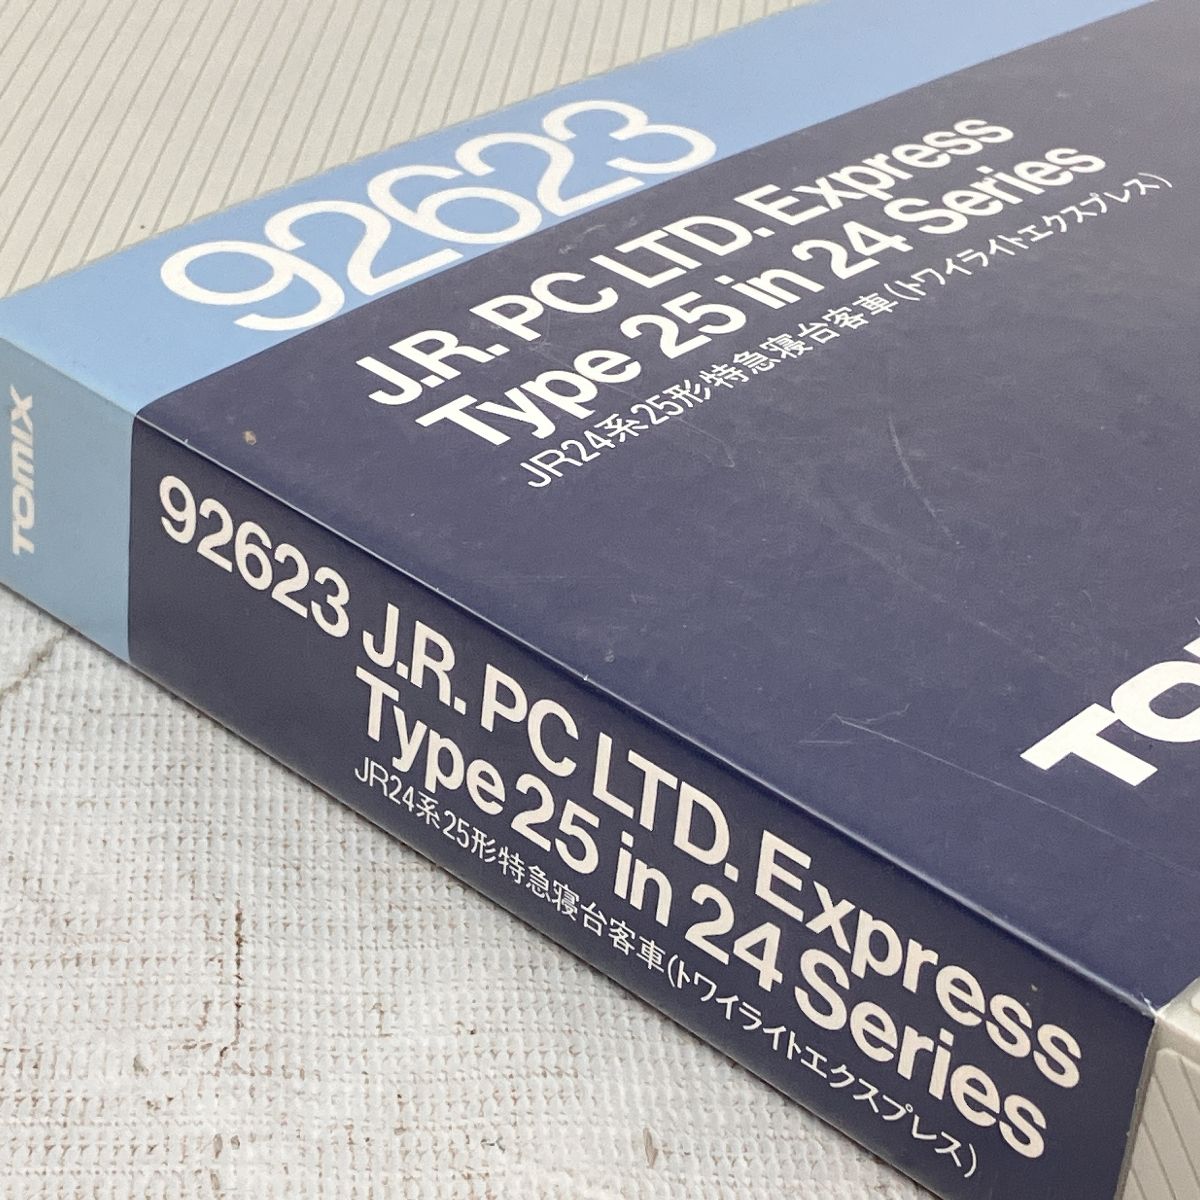 92623
J.R. PC LTD. Express
Type 25 in 24 Series
JR24系25形特急寝台客車(トワイライトエクスプレス)
TOMIX
92623 J.R. PC LTD. Express
Type 25 in 24 Series
JR24系25形特急寝台客車(トワイライトエクスプレス)